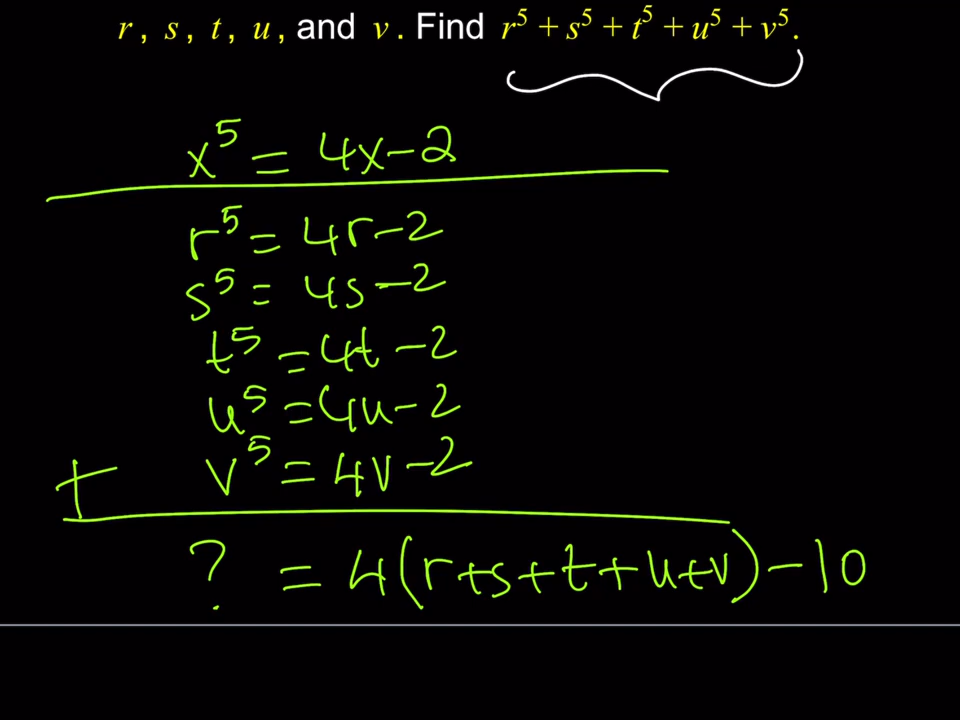 r , s , t , u , and v . Find r⁵ + s⁵ + t⁵ + u⁵ + v⁵.
x⁵ = 4x-2
r⁵ = 4r-2
s⁵ = 4s-2
t⁵ = 4t-2
u⁵ = 4u-2
+ v⁵ = 4v-2
? = 4(r+s+t+u+v)-10